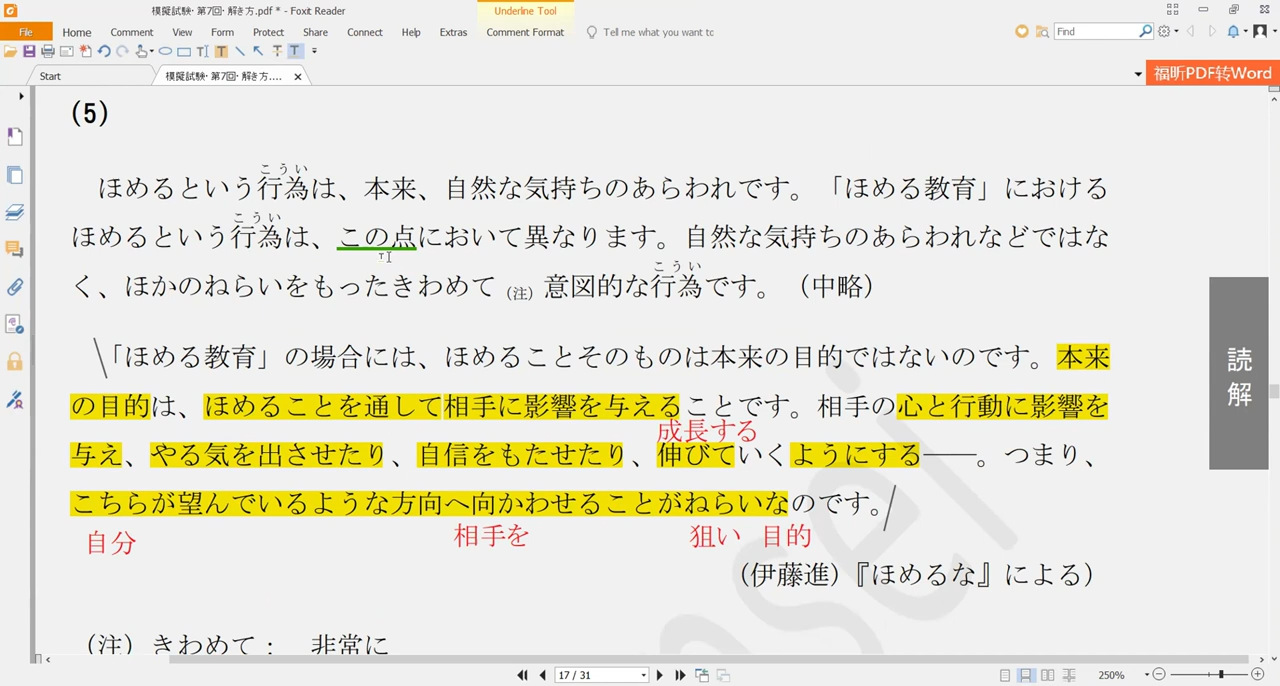 模擬試験· 第7回· 解き方.pdf * - Foxit Reader
Underline Tool
File
Home
Comment
View
Form
Protect
Share
Connect
Help
Extras
Comment Format
Tell me what you want tc
Find
Start
模擬試験· 第7回· 解き方....
福昕PDF转Word
(5)
こうい
ほめるという行為は、本来、自然な気持ちのあらわれです。「ほめる教育」における
こうい
ほめるという行為は、この点において異なります。自然な気持ちのあらわれなどではな
こうい
く、ほかのねらいをもったきわめて（注）意図的な行為です。（中略）
「ほめる教育」の場合には、ほめることそのものは本来の目的ではないのです。本来
の目的は、ほめることを通して相手に影響を与えることです。相手の心と行動に影響を
成長する
与え、やる気を出させたり、自信をもたせたり、伸びていくようにする――。つまり、
こちらが望んでいるような方向へ向かわせることがねらいなのです。
自分
相手を
狙い 目的
（伊藤進）『ほめるな』による）
（注）きわめて： 非常に
読解
sei
17 / 31
250%